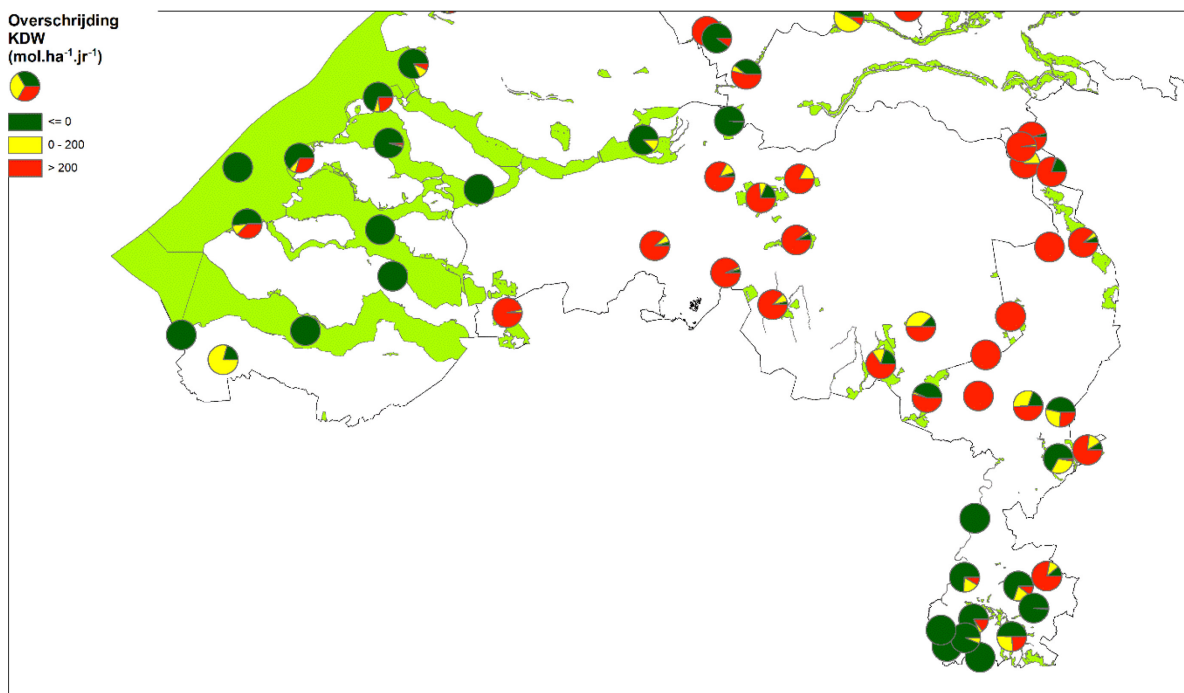 Overschrijding
KDW
(mol.ha⁻¹.jr⁻¹)
<= 0
0 - 200
> 200